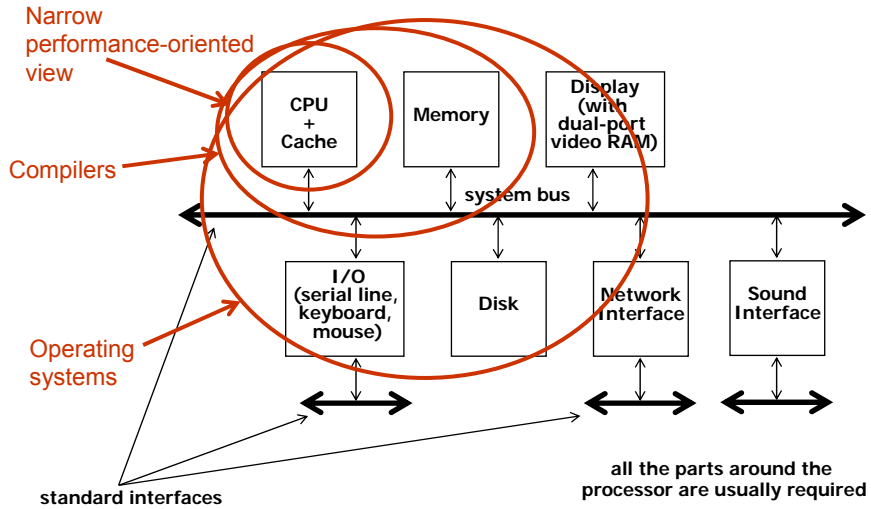 Narrow
performance-oriented
view
CPU
+
Cache
Memory
Display
(with
dual-port
video RAM)
Compilers
system bus
I/O
(serial line,
keyboard,
mouse)
Disk
Network
Interface
Sound
Interface
Operating
systems
standard interfaces
all the parts around the
processor are usually required